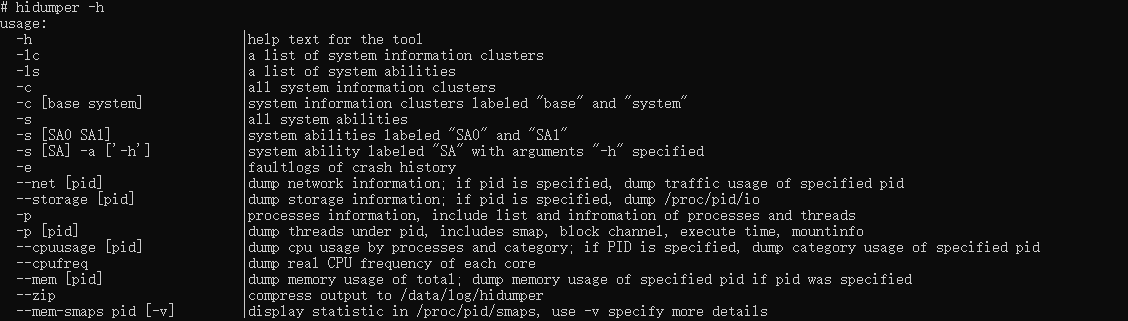 # hidumper -h
usage:
  -h                         |help text for the tool
  -lc                        |a list of system information clusters
  -ls                        |a list of system abilities
  -c                         |all system information clusters
  -c [base system]           |system information clusters labeled "base" and "system"
  -s                         |all system abilities
  -s [SA0 SA1]               |system abilities labeled "SA0" and "SA1"
  -s [SA] -a ['-h']          |system ability labeled "SA" with arguments "-h" specified
  -e                         |faultlogs of crash history
  --net [pid]                |dump network information; if pid is specified, dump traffic usage of specified pid
  --storage [pid]            |dump storage information; if pid is specified, dump /proc/pid/io
  -p                         |processes information, include list and infromation of processes and threads
  -p [pid]                   |dump threads under pid, includes smap, block channel, execute time, mountinfo
  --cpuusage [pid]           |dump cpu usage by processes and category; if PID is specified, dump category usage of specified pid
  --cpufreq                  |dump real CPU frequency of each core
  --mem [pid]                |dump memory usage of total; dump memory usage of specified pid if pid was specified
  --zip                      |compress output to /data/log/hidumper
  --mem-smaps pid [-v]       |display statistic in /proc/pid/smaps, use -v specify more details